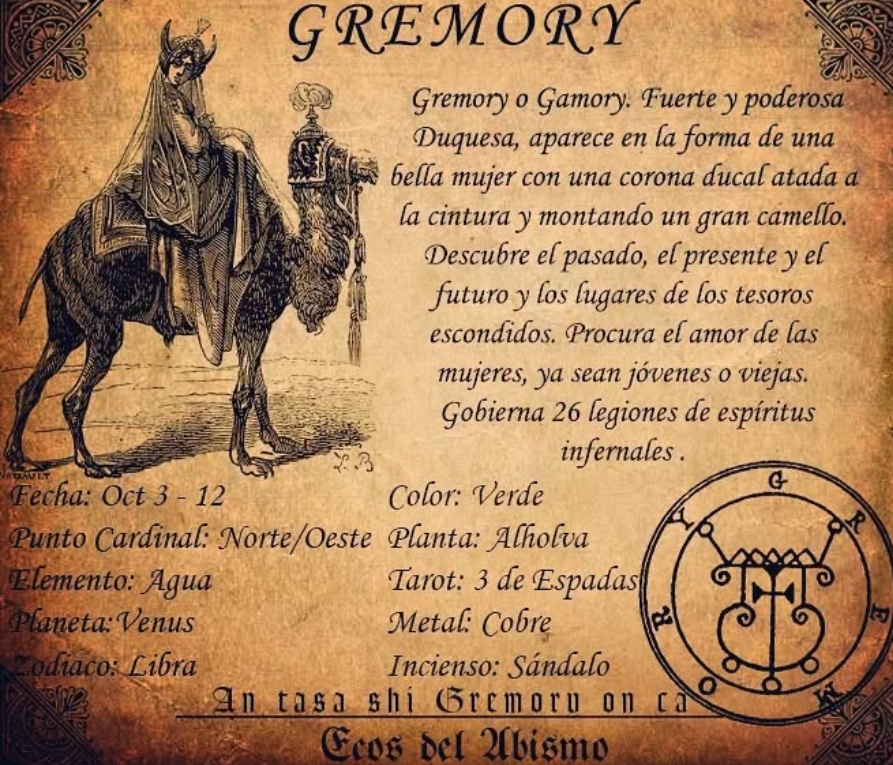 GREMORY
Gremory o Gamory. Fuerte y poderosa
Duquesa, aparece en la forma de una
bella mujer con una corona ducal atada a
la cintura y montando un gran camello.
Descubre el pasado, el presente y el
futuro y los lugares de los tesoros
escondidos. Procura el amor de las
mujeres, ya sean jóvenes o viejas.
Gobierna 26 legiones de espíritus
infernales .
L. B
Fecha: Oct 3 - 12
Punto Cardinal: Norte/Oeste
Elemento: Agua
Planeta:Venus
Zodiaco: Libra
Color: Verde
Planta: Alholva
Tarot: 3 de Espadas
Metal: Cobre
Incienso: Sándalo
G R E M O R Y
An tasa shi Gremory on ca
Ecos del Abismo